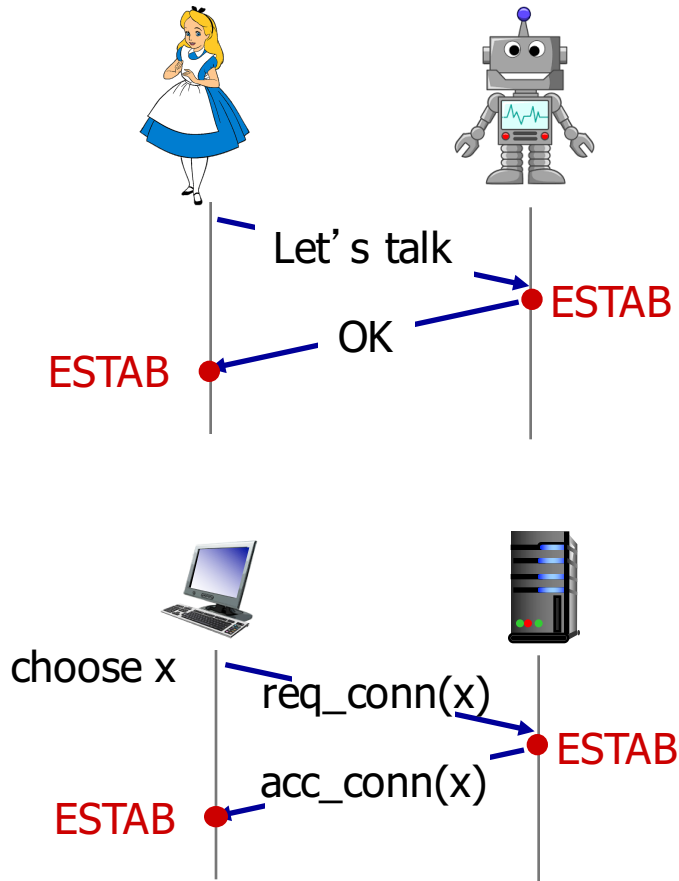 Let's talk
ESTAB
OK
ESTAB
choose x
req_conn(x)
ESTAB
acc_conn(x)
ESTAB